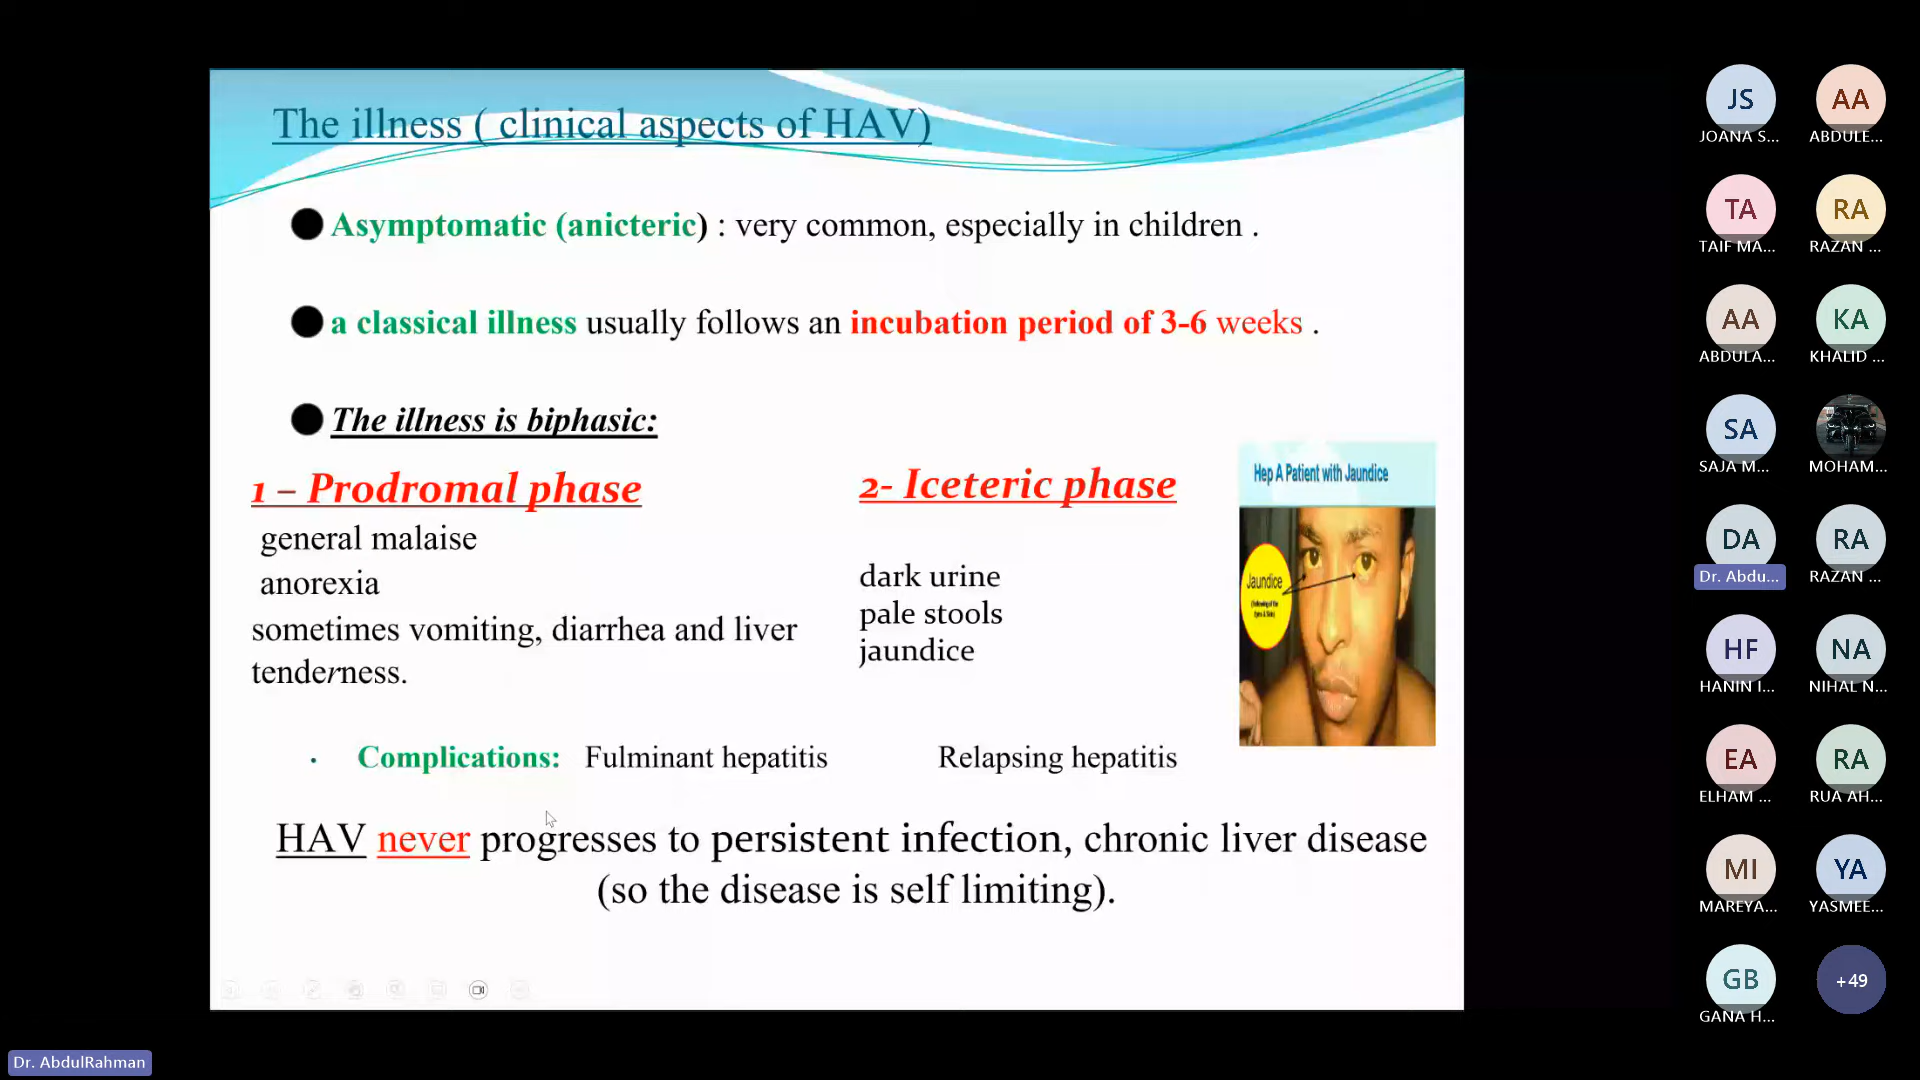 The illness ( clinical aspects of HAV)
Asymptomatic (anicteric) : very common, especially in children .
a classical illness usually follows an incubation period of 3-6 weeks .
The illness is biphasic:
1 – Prodromal phase
general malaise
anorexia
sometimes vomiting, diarrhea and liver
tenderness.
2- Iceteric phase
dark urine
pale stools
jaundice
Hep A Patient with Jaundice
Jaundice
Complications: Fulminant hepatitis Relapsing hepatitis
HAV never progresses to persistent infection, chronic liver disease
(so the disease is self limiting).
JS
JOANA S...
AA
ABDULE...
TA
TAIF MA...
RA
RAZAN ...
AA
ABDULA...
KA
KHALID ...
SA
SAJA M...
MOHAM...
DA
Dr. Abdu...
RA
RAZAN ...
HF
HANIN I...
NA
NIHAL N...
EA
ELHAM ...
RA
RUA AH...
MI
MAREYA...
YA
YASMEE...
GB
GANA H...
+49
Dr. AbdulRahman